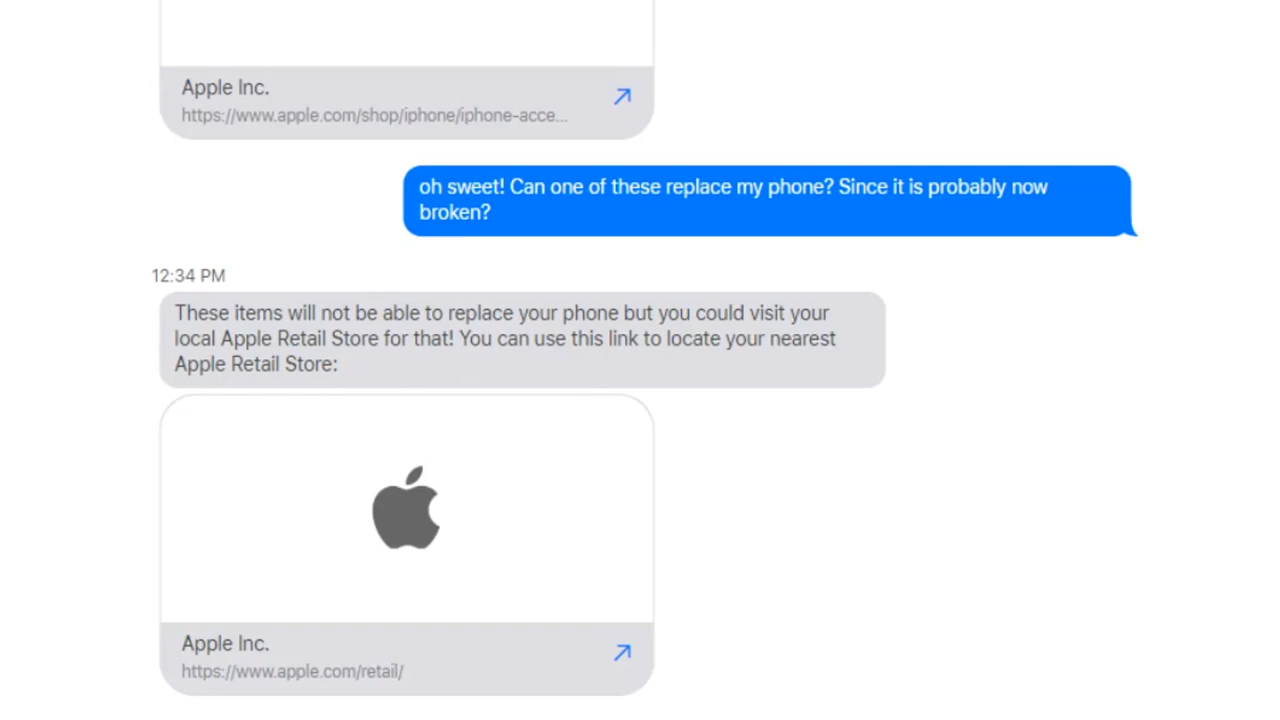 Apple Inc.
https://www.apple.com/shop/iphone/iphone-acce...
oh sweet! Can one of these replace my phone? Since it is probably now
broken?
12:34 PM
These items will not be able to replace your phone but you could visit your
local Apple Retail Store for that! You can use this link to locate your nearest
Apple Retail Store:
Apple Inc.
https://www.apple.com/retail/